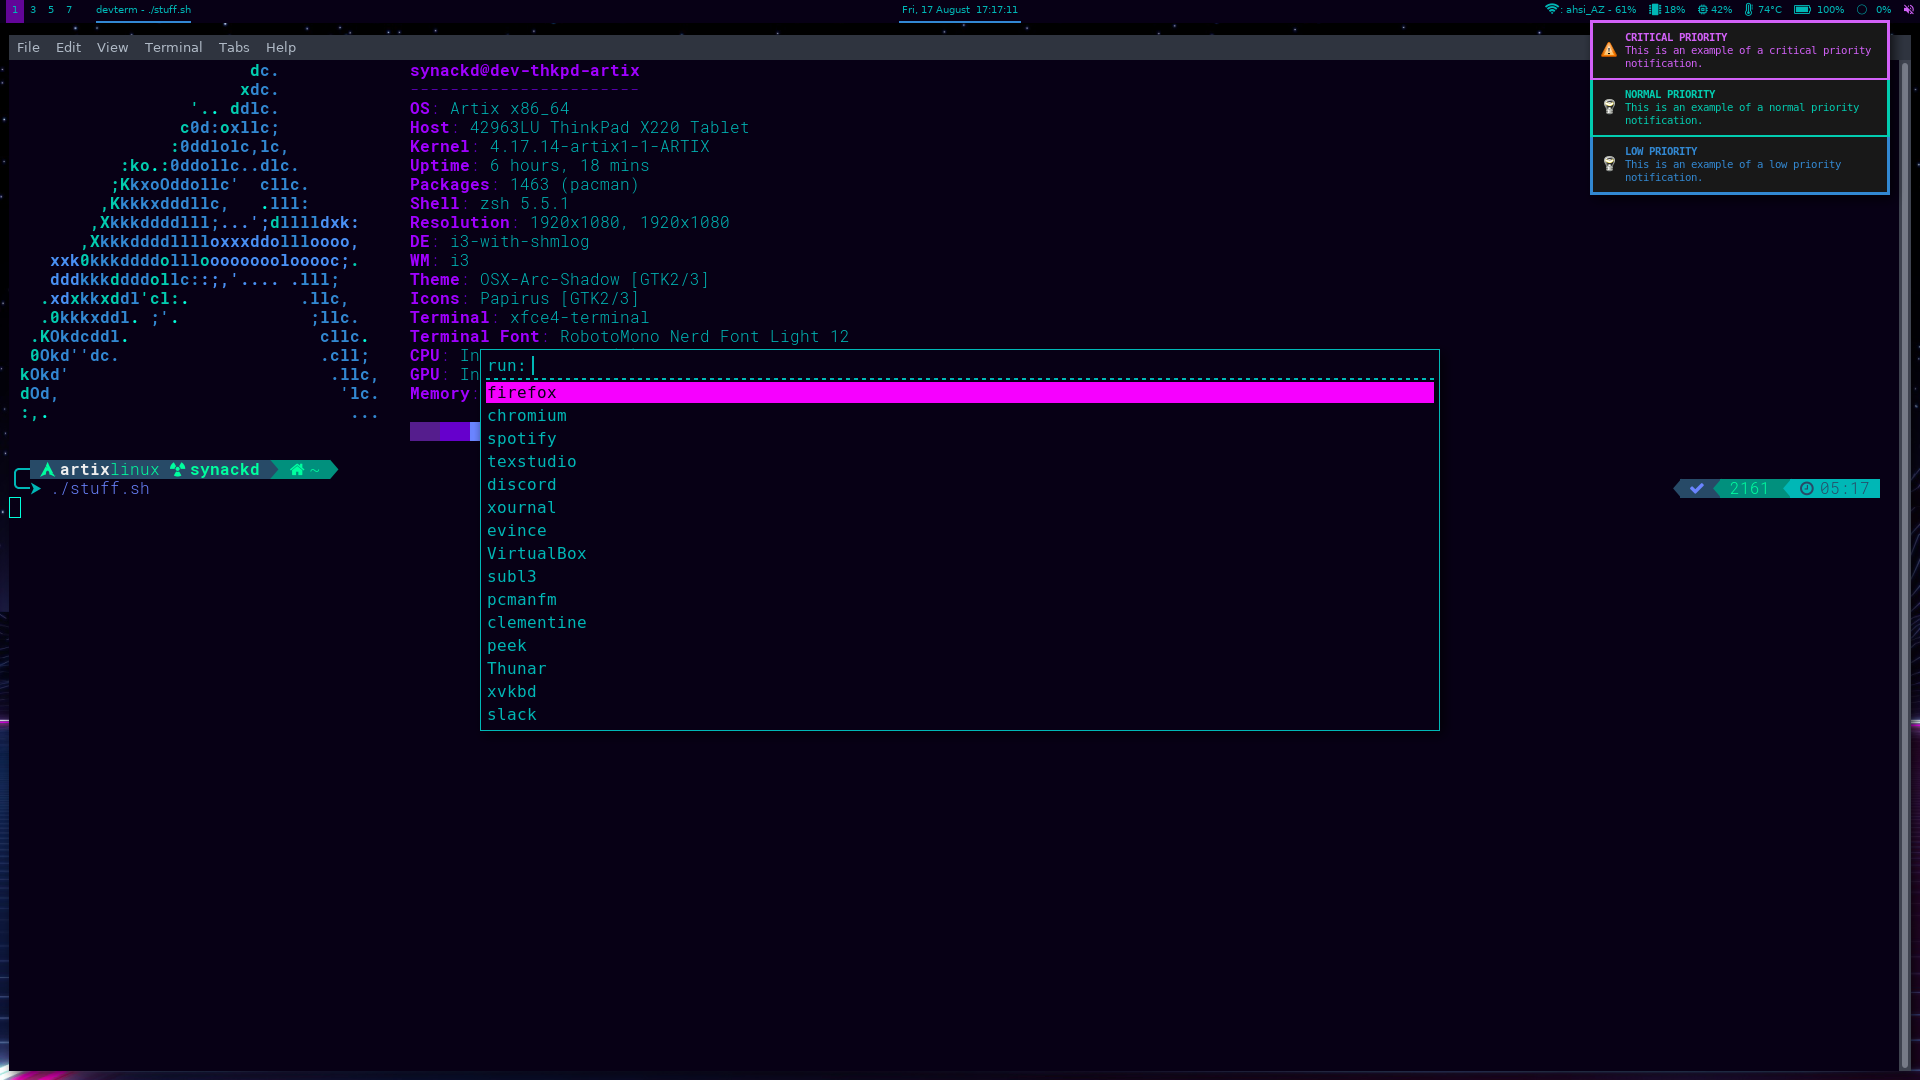 1 3 5 7 devterm - ./stuff.sh Fri, 17 August 17:17:11 : ahsi_AZ - 61% 18% 42% 74°C 100% 0%
File Edit View Terminal Tabs Help
CRITICAL PRIORITY
This is an example of a critical priority
notification.
NORMAL PRIORITY
This is an example of a normal priority
notification.
LOW PRIORITY
This is an example of a low priority
notification.
dc.
xdc.
'.. ddlc.
c0d:oxllc;
:0ddlolc,lc,
:ko.:0ddollc..dlc.
;KkxoOddollc' cllc.
,Kkkkxdddllc, .lll:
,Xkkkddddlll;...';dlllldxk:
,Xkkkddddlllloxxxddollloooo,
xxk0kkkddddolllooooooooloooоc;.
dddkkkddddollc::;,'.... .lll;
.xdxkkxddl'cl:. .llc,
.0kkkxddl. ;'. ;llc.
.KOkdcddl. cllc.
0Okd''dc. .cll;
kOkd' .llc,
dOd, 'lc.
:,. ...
synackd@dev-thkpd-artix
-----------------------
OS: Artix x86_64
Host: 42963LU ThinkPad X220 Tablet
Kernel: 4.17.14-artix1-1-ARTIX
Uptime: 6 hours, 18 mins
Packages: 1463 (pacman)
Shell: zsh 5.5.1
Resolution: 1920x1080, 1920x1080
DE: i3-with-shmlog
WM: i3
Theme: OSX-Arc-Shadow [GTK2/3]
Icons: Papirus [GTK2/3]
Terminal: xfce4-terminal
Terminal Font: RobotoMono Nerd Font Light 12
CPU: In
GPU: In
Memory:
run:
firefox
chromium
spotify
texstudio
discord
xournal
evince
VirtualBox
subl3
pcmanfm
clementine
peek
Thunar
xvkbd
slack
artixlinux synackd ~
./stuff.sh 2161 05:17